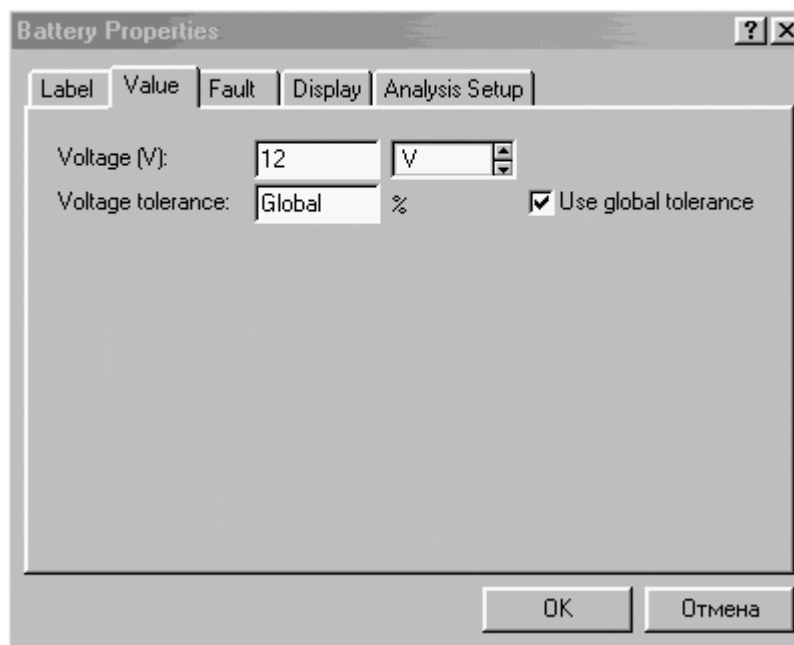 Battery Properties
Label Value Fault Display Analysis Setup
Voltage (V): 12 V
Voltage tolerance: Global % Use global tolerance
OK Отмена